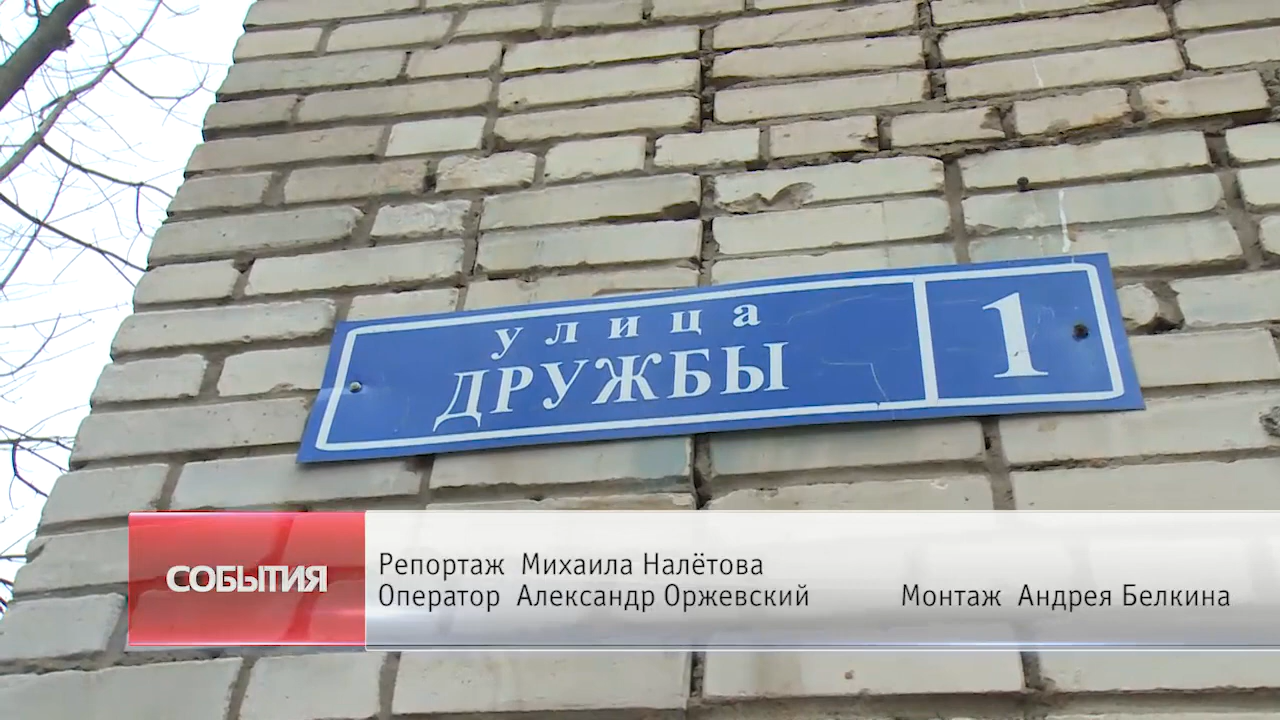 улица
ДРУЖБЫ
1
СОБЫТИЯ
Репортаж Михаила Налётова
Оператор Александр Оржевский
Монтаж Андрея Белкина